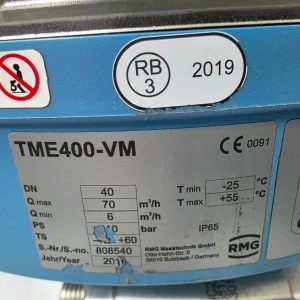 RB
3
2019
TME400-VM
CE 0091
DN 40
Q max 70 m³/h
Q min 6 m³/h
PS bar
TS +60
S.-Nr./S.-no. 808540
Jahr/Year
T min -25 °C
T max +55 °C
IP65
RMG Messtechnik GmbH
Otto-Hahn-Str. 5
35510 Butzbach / Germany
RMG